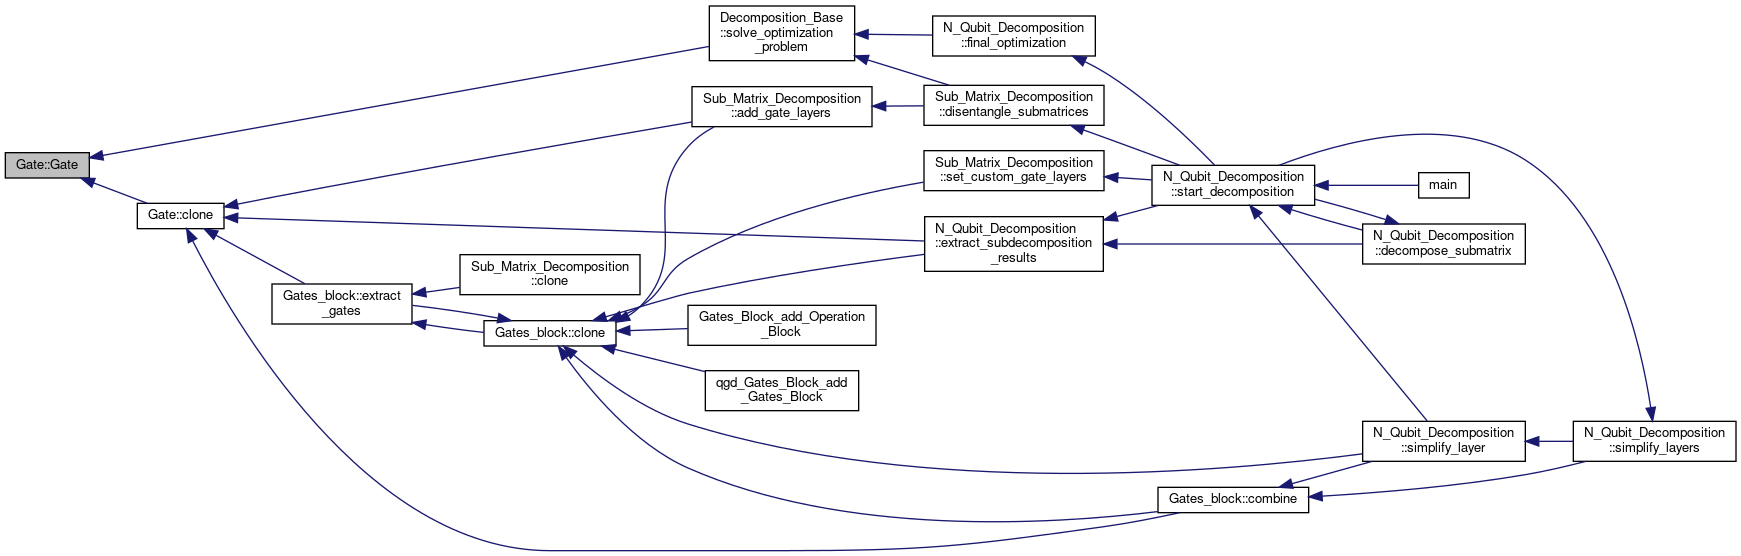 Decomposition_Base
::solve_optimization
_problem
N_Qubit_Decomposition
::final_optimization
Sub_Matrix_Decomposition
::add_gate_layers
Sub_Matrix_Decomposition
::disentangle_submatrices
Gate::Gate
Sub_Matrix_Decomposition
::set_custom_gate_layers
N_Qubit_Decomposition
::start_decomposition
main
Gate::clone
N_Qubit_Decomposition
::extract_subdecomposition
_results
N_Qubit_Decomposition
::decompose_submatrix
Sub_Matrix_Decomposition
::clone
Gates_block::extract
_gates
Gates_block::clone
Gates_Block_add_Operation
_Block
qgd_Gates_Block_add
_Gates_Block
N_Qubit_Decomposition
::simplify_layer
N_Qubit_Decomposition
::simplify_layers
Gates_block::combine